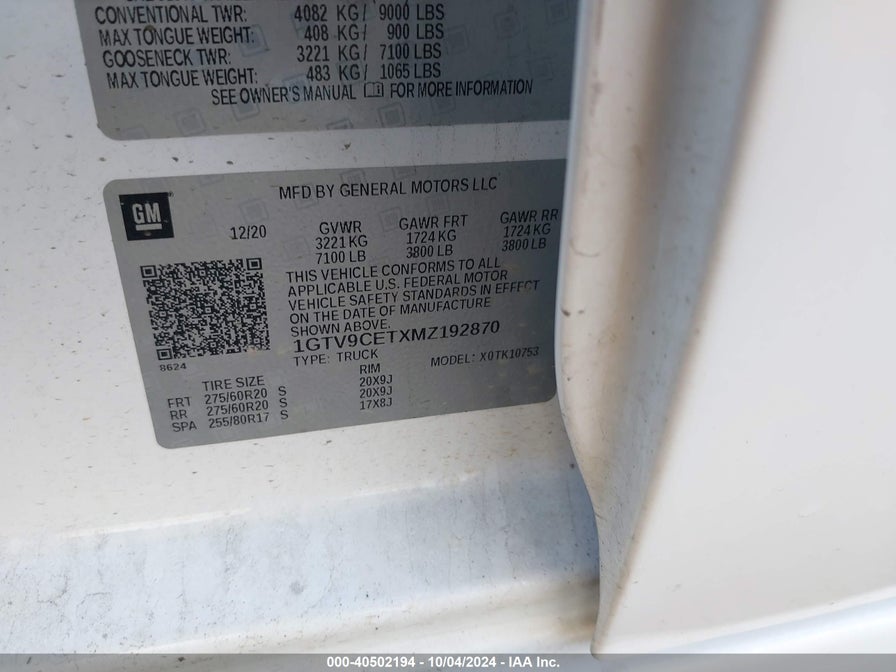 CONVENTIONAL TWR: 4082 KG/ 9000 LBS
MAX TONGUE WEIGHT: 408 KG/ 900 LBS
GOOSENECK TWR: 3221 KG/ 7100 LBS
MAX TONGUE WEIGHT: 483 KG/ 1065 LBS
SEE OWNER'S MANUAL FOR MORE INFORMATION
GM
MFD BY GENERAL MOTORS LLC
12/20 GVWR GAWR FRT GAWR RR
3221 KG 1724 KG 1724 KG
7100 LB 3800 LB 3800 LB
THIS VEHICLE CONFORMS TO ALL
APPLICABLE U.S. FEDERAL MOTOR
VEHICLE SAFETY STANDARDS IN EFFECT
ON THE DATE OF MANUFACTURE
SHOWN ABOVE.
1GTV9CETXMZ192870
8624
TYPE: TRUCK MODEL: X0TK10753
TIRE SIZE RIM
FRT 275/60R20 S 20X9J
RR 275/60R20 S 20X9J
SPA 255/80R17 S 17X8J
000-40502194 - 10/04/2024 - IAA Inc.